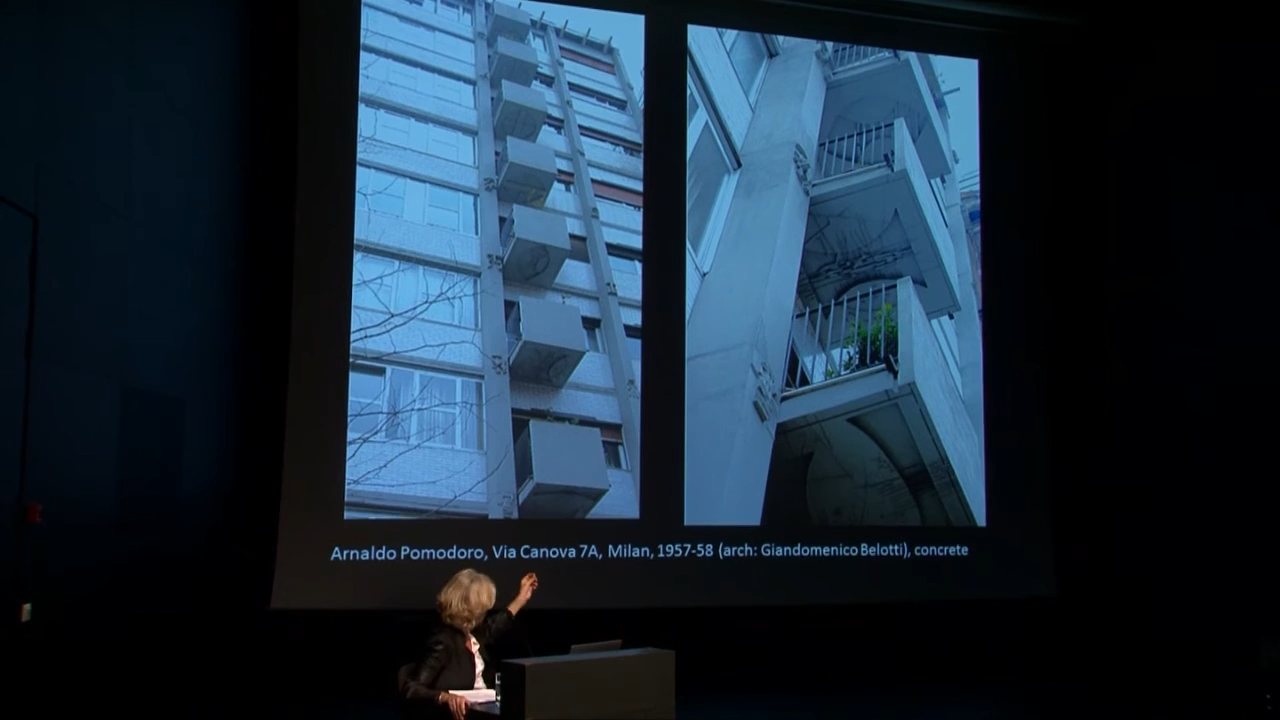 Arnaldo Pomodoro, Via Canova 7A, Milan, 1957-58 (arch: Giandomenico Belotti), concrete